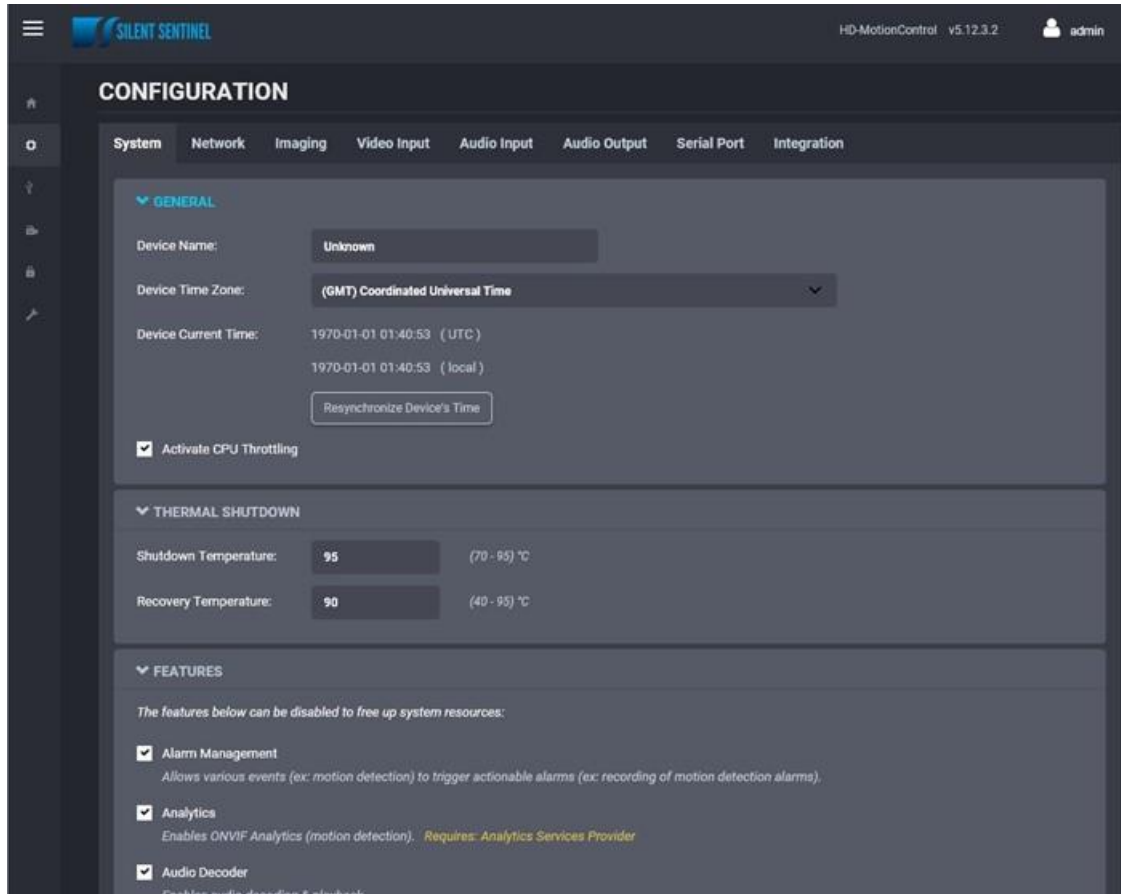 SILENT SENTINEL
HD-MotionControl v5.12.3.2
admin
CONFIGURATION
System Network Imaging Video Input Audio Input Audio Output Serial Port Integration
GENERAL
Device Name: Unknown
Device Time Zone: (GMT) Coordinated Universal Time
Device Current Time: 1970-01-01 01:40:53 ( UTC )
1970-01-01 01:40:53 ( local )
Resynchronize Device's Time
Activate CPU Throttling
THERMAL SHUTDOWN
Shutdown Temperature: 95 (70 - 95) °C
Recovery Temperature: 90 (40 - 95) °C
FEATURES
The features below can be disabled to free up system resources:
Alarm Management
Allows various events (ex: motion detection) to trigger actionable alarms (ex: recording of motion detection alarms).
Analytics
Enables ONVIF Analytics (motion detection). Requires: Analytics Services Provider
Audio Decoder